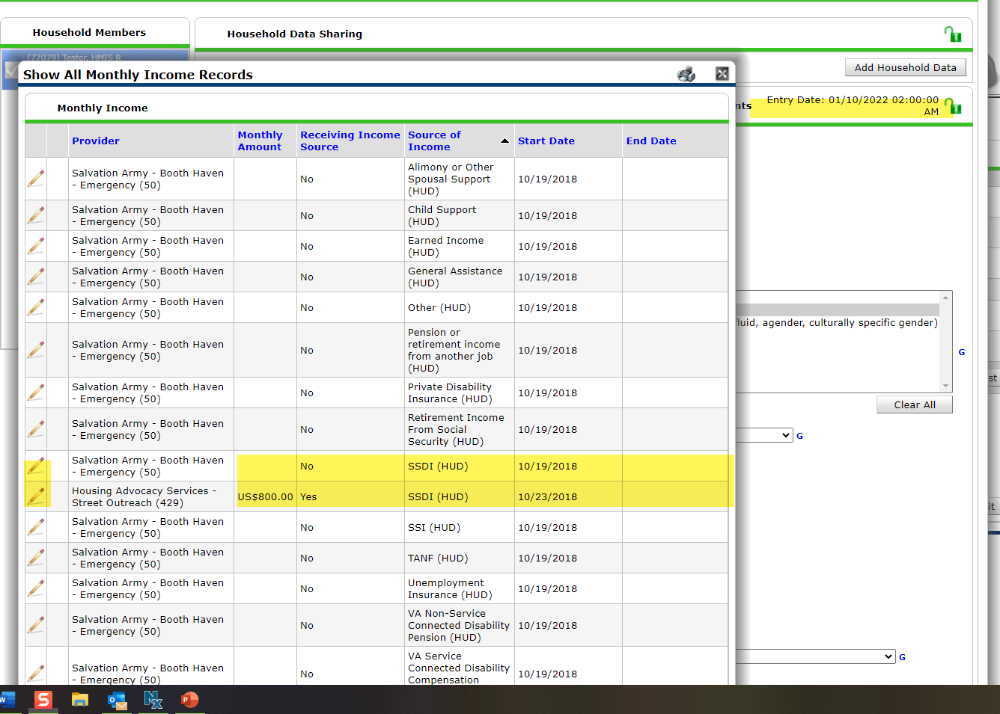 Household Members
Household Data Sharing
(77079) Tester, HMIS R
Add Household Data
Show All Monthly Income Records
nts
Entry Date: 01/10/2022 02:00:00
AM
Monthly Income
Provider
Monthly
Amount
Receiving Income
Source
Source of
Income
Start Date
End Date
Salvation Army - Booth Haven
- Emergency (50)
No
Alimony or Other
Spousal Support
(HUD)
10/19/2018
Salvation Army - Booth Haven
- Emergency (50)
No
Child Support
(HUD)
10/19/2018
Salvation Army - Booth Haven
- Emergency (50)
No
Earned Income
(HUD)
10/19/2018
Salvation Army - Booth Haven
- Emergency (50)
No
General Assistance
(HUD)
10/19/2018
Salvation Army - Booth Haven
- Emergency (50)
No
Other (HUD)
10/19/2018
Salvation Army - Booth Haven
- Emergency (50)
No
Pension or
retirement income
from another job
(HUD)
10/19/2018
Salvation Army - Booth Haven
- Emergency (50)
No
Private Disability
Insurance (HUD)
10/19/2018
Salvation Army - Booth Haven
- Emergency (50)
No
Retirement Income
From Social
Security (HUD)
10/19/2018
Salvation Army - Booth Haven
- Emergency (50)
No
SSDI (HUD)
10/19/2018
Housing Advocacy Services -
Street Outreach (429)
US$800.00
Yes
SSDI (HUD)
10/23/2018
Salvation Army - Booth Haven
- Emergency (50)
No
SSI (HUD)
10/19/2018
Salvation Army - Booth Haven
- Emergency (50)
No
TANF (HUD)
10/19/2018
Salvation Army - Booth Haven
- Emergency (50)
No
Unemployment
Insurance (HUD)
10/19/2018
Salvation Army - Booth Haven
- Emergency (50)
No
VA Non-Service
Connected Disability
Pension (HUD)
10/19/2018
Salvation Army - Booth Haven
- Emergency (50)
No
VA Service
Connected Disability
Compensation
10/19/2018
fluid, agender, culturally specific gender)
G
Clear All
G
G
st
it
W
S
O
NX
P